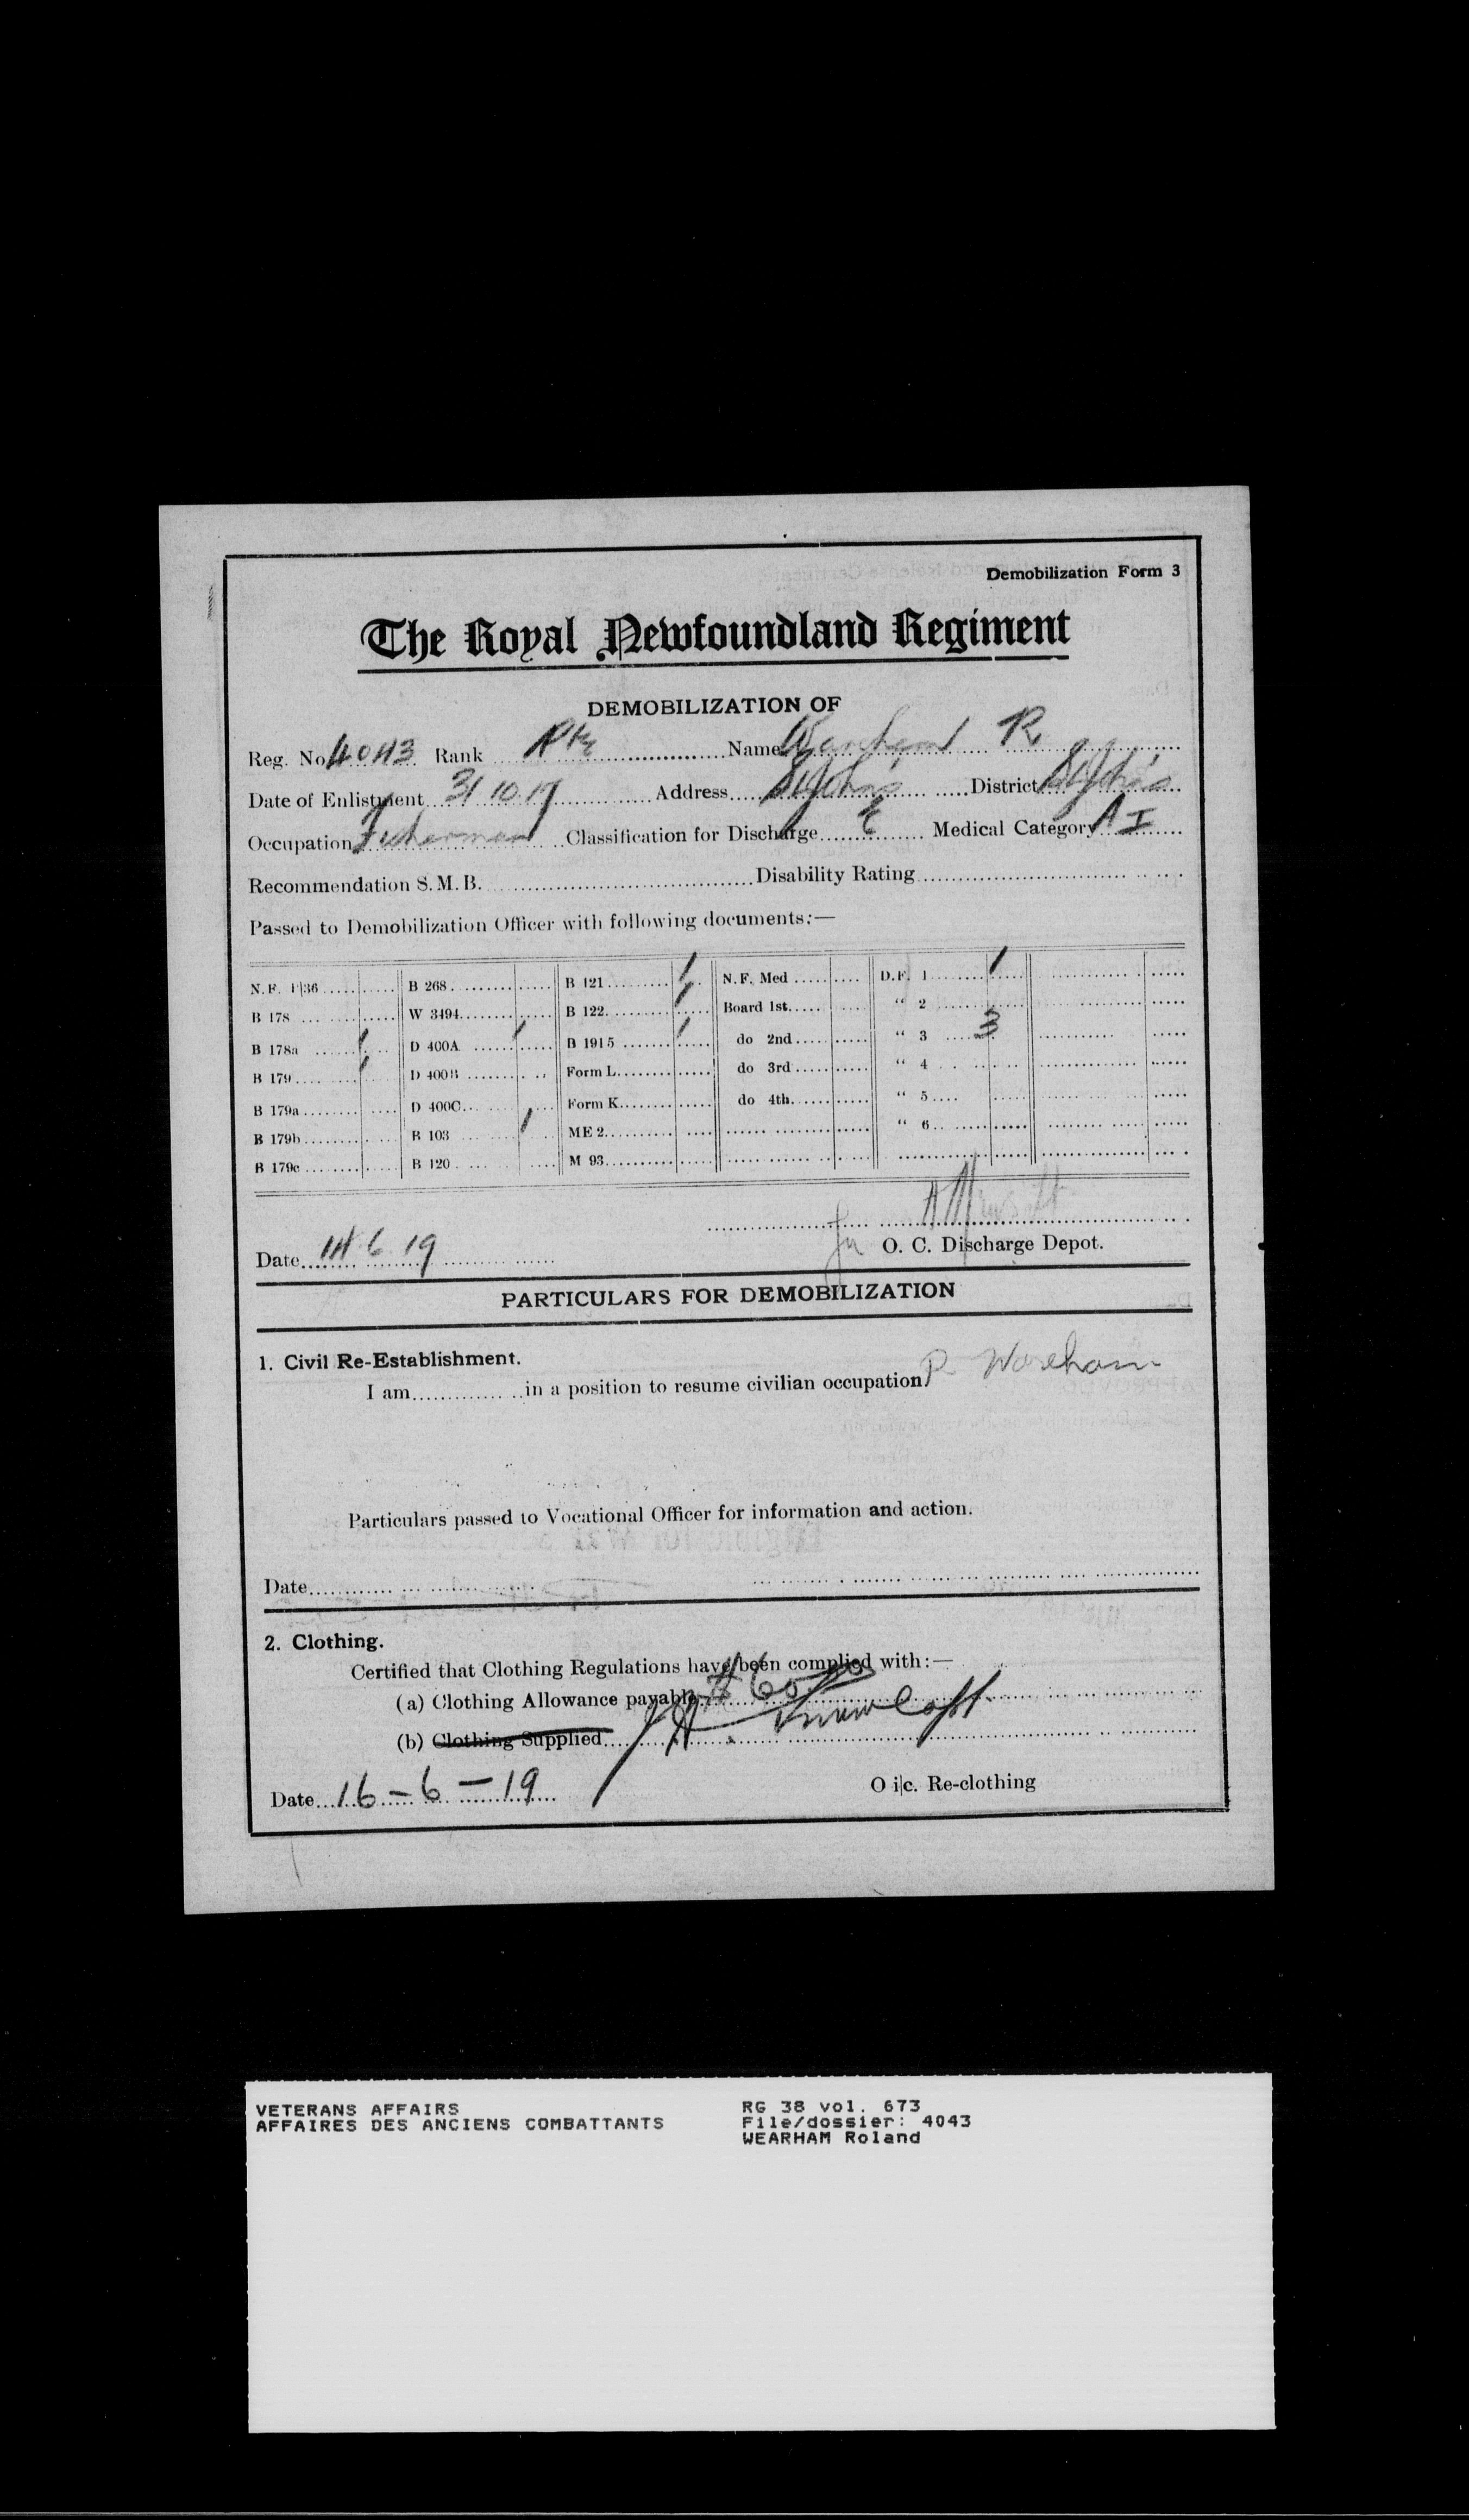 Demobilization Form 3
The Royal Newfoundland Regiment
DEMOBILIZATION OF
Reg. No. 4043 Rank Pte Name Wareham R.
Date of Enlistment 31 10 17 Address St John's District St John's
Occupation Fisherman Classification for Discharge E Medical Category A I
Recommendation S. M. B. Disability Rating
Passed to Demobilization Officer with following documents:—
N.F. 1|36 B 268 B 121 1 N.F. Med D.F. 1 1
B 178 W 3494 B 122 1 Board 1st “ 2
B 178a 1 D 400A 1 B 1915 1 do 2nd “ 3 3
B 179 1 D 400B Form L do 3rd “ 4
B 179a D 400C Form K do 4th “ 5
B 179b B 103 1 ME 2 “ 6
B 179c B 120 M 93
Date 14 6 19 for O. C. Discharge Depot.
PARTICULARS FOR DEMOBILIZATION
1. Civil Re-Establishment.
I am in a position to resume civilian occupation. R Wareham
Particulars passed to Vocational Officer for information and action.
Date
2. Clothing.
Certified that Clothing Regulations have been complied with:—
(a) Clothing Allowance payable $60
(b) Clothing Supplied
Date 16 - 6 - 19 O i|c. Re-clothing
VETERANS AFFAIRS RG 38 vol. 673
AFFAIRES DES ANCIENS COMBATTANTS File/dossier: 4043
WEARHAM Roland